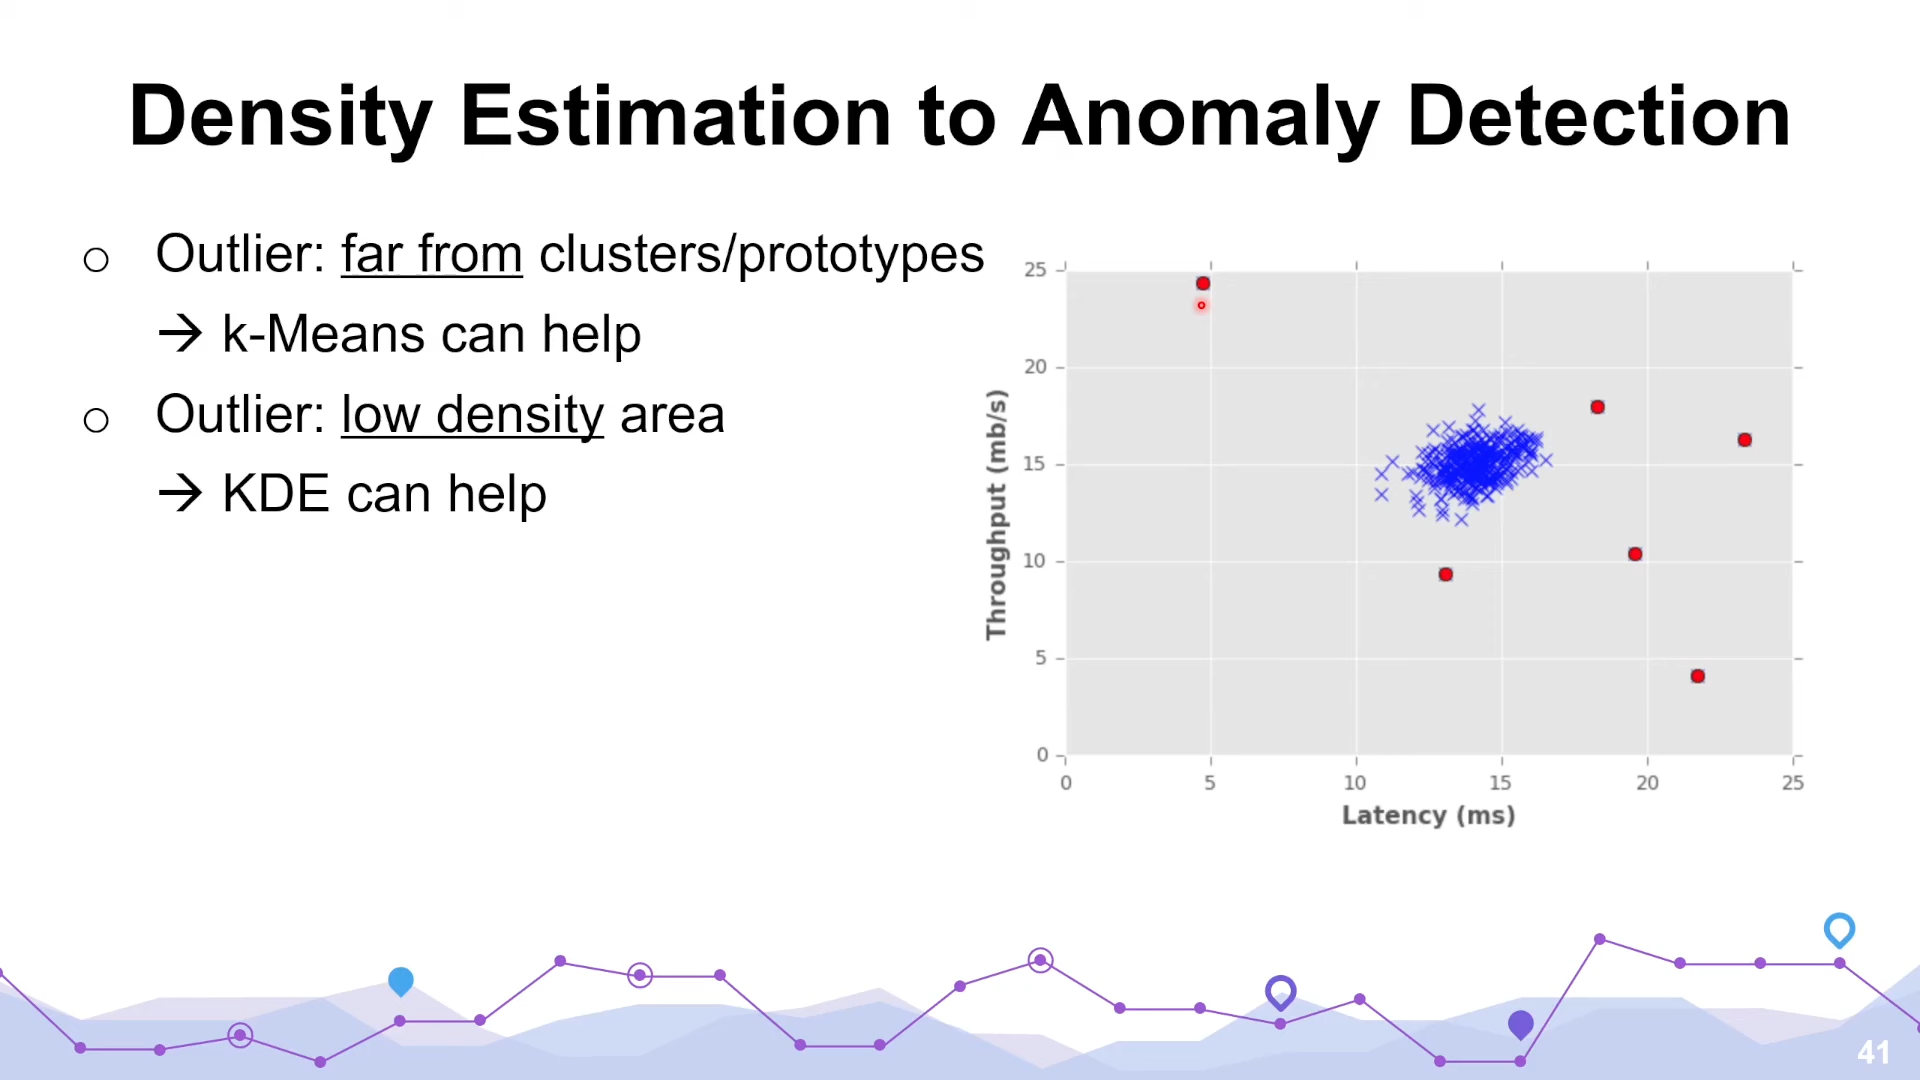 Density Estimation to Anomaly Detection
○ Outlier: far from clusters/prototypes
→ k-Means can help
○ Outlier: low density area
→ KDE can help
25
20
15
10
5
0
Throughput (mb/s)
0 5 10 15 20 25
Latency (ms)
41